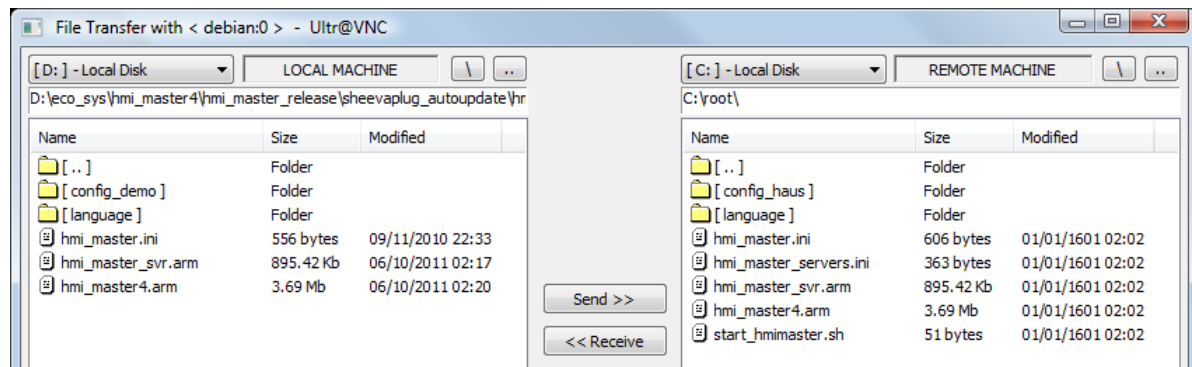 File Transfer with < debian:0 > - Ultr@VNC
[ D: ] - Local Disk LOCAL MACHINE \ ..
D:\eco_sys\hmi_master4\hmi_master_release\sheevaplug_autoupdate\hr
Name Size Modified
[ .. ] Folder
[ config_demo ] Folder
[ language ] Folder
hmi_master.ini 556 bytes 09/11/2010 22:33
hmi_master_svr.arm 895.42 Kb 06/10/2011 02:17
hmi_master4.arm 3.69 Mb 06/10/2011 02:20
Send >>
<< Receive
[ C: ] - Local Disk REMOTE MACHINE \ ..
C:\root\
Name Size Modified
[ .. ] Folder
[ config_haus ] Folder
[ language ] Folder
hmi_master.ini 606 bytes 01/01/1601 02:02
hmi_master_servers.ini 363 bytes 01/01/1601 02:02
hmi_master_svr.arm 895.42 Kb 01/01/1601 02:02
hmi_master4.arm 3.69 Mb 01/01/1601 02:02
start_hmimaster.sh 51 bytes 01/01/1601 02:02